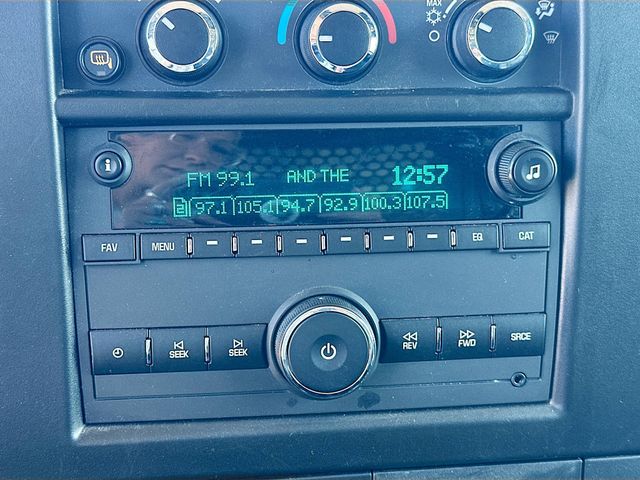 MAX
i
FM 99.1 AND THE 12:57
2 97.1 105.1 94.7 92.9 100.3 107.5
FAV MENU EQ CAT
SEEK SEEK REV FWD SRCE